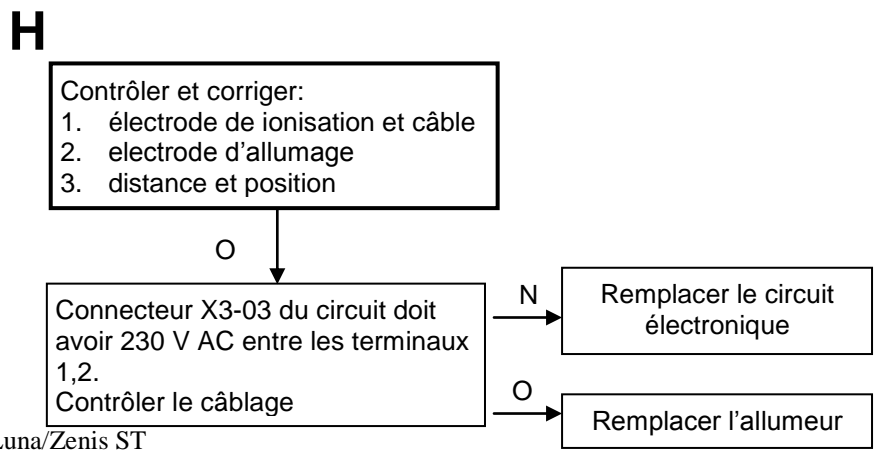 H
Contrôler et corriger:
1. électrode de ionisation et câble
2. electrode d'allumage
3. distance et position
O
Connecteur X3-03 du circuit doit
avoir 230 V AC entre les terminaux
1,2.
Contrôler le câblage
N
Remplacer le circuit
électronique
O
Remplacer l'allumeur
Luna/Zenis ST